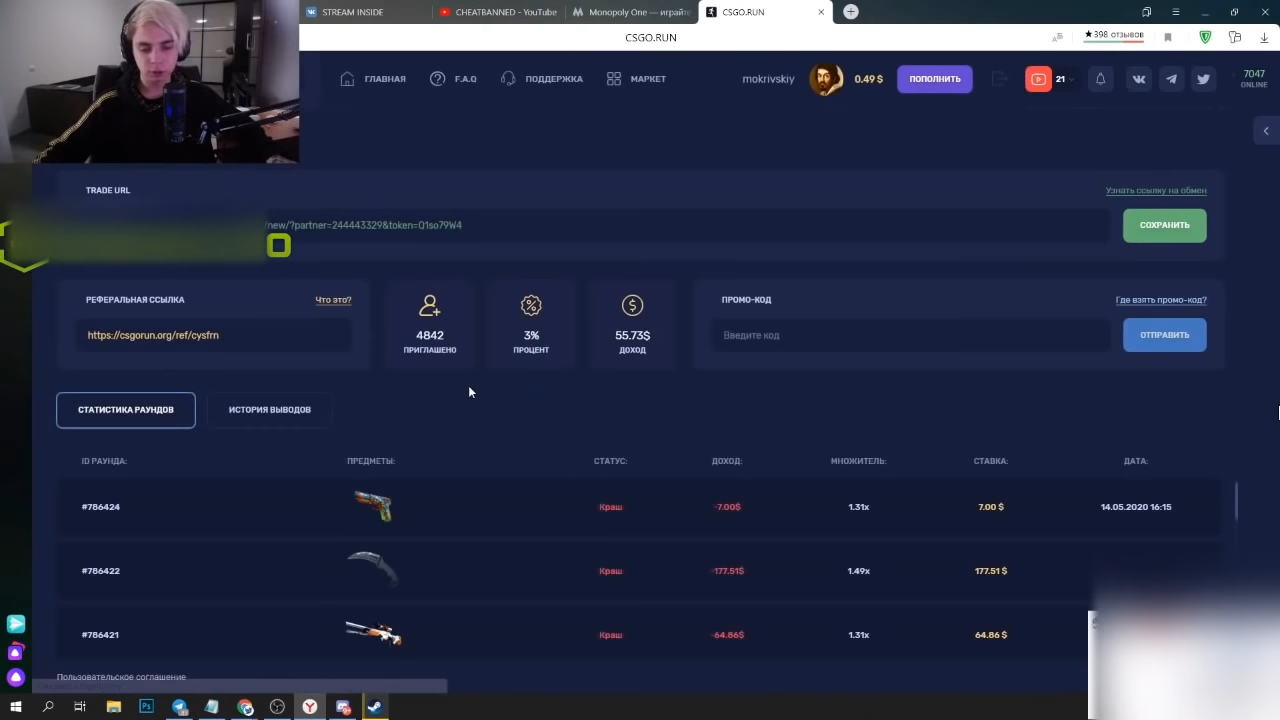 STREAM INSIDE
CHEATBANNED - YouTube
Monopoly One — играйте
CSGO.RUN
CSGO.RUN
★ 398 отзывов
ГЛАВНАЯ
F.A.Q
ПОДДЕРЖКА
МАРКЕТ
mokrivskiy
0.49 $
ПОПОЛНИТЬ
21
7047
ONLINE
TRADE URL
Узнать ссылку на обмен
/new/?partner=244443329&token=Q1so79W4
СОХРАНИТЬ
РЕФЕРАЛЬНАЯ ССЫЛКА
Что это?
https://csgorun.org/ref/cysfrn
4842
ПРИГЛАШЕНО
3%
ПРОЦЕНТ
55.73$
ДОХОД
ПРОМО-КОД
Где взять промо-код?
Введите код
ОТПРАВИТЬ
СТАТИСТИКА РАУНДОВ
ИСТОРИЯ ВЫВОДОВ
ID РАУНДА: ПРЕДМЕТЫ: СТАТУС: ДОХОД: МНОЖИТЕЛЬ: СТАВКА: ДАТА:
#786424 Краш -7.00$ 1.31x 7.00 $ 14.05.2020 16:15
#786422 Краш -177.51$ 1.49x 177.51 $
#786421 Краш -64.86$ 1.31x 64.86 $
Пользовательское соглашение